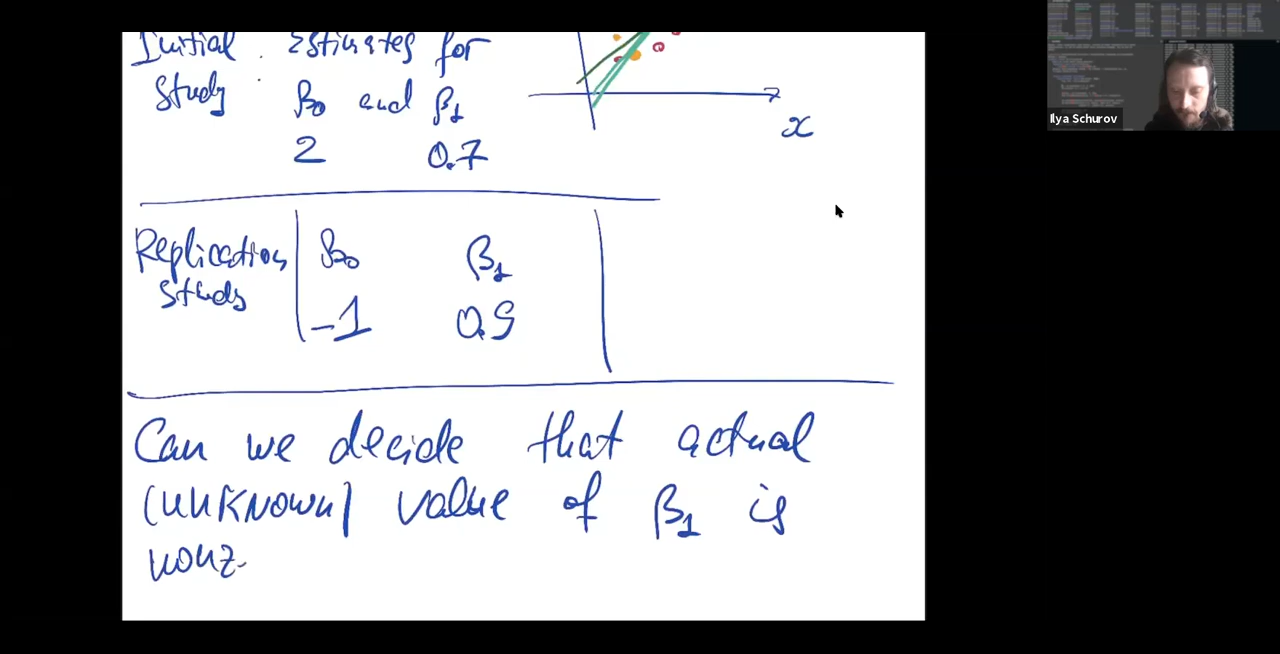 Initial : Estimates for
Study β₀ and β₁
2 0.7
x
Replication β₀ β₁
study
-1 0.9
Can we decide that actual
(unknown) value of β₁ is
nonz
Ilya Schurov